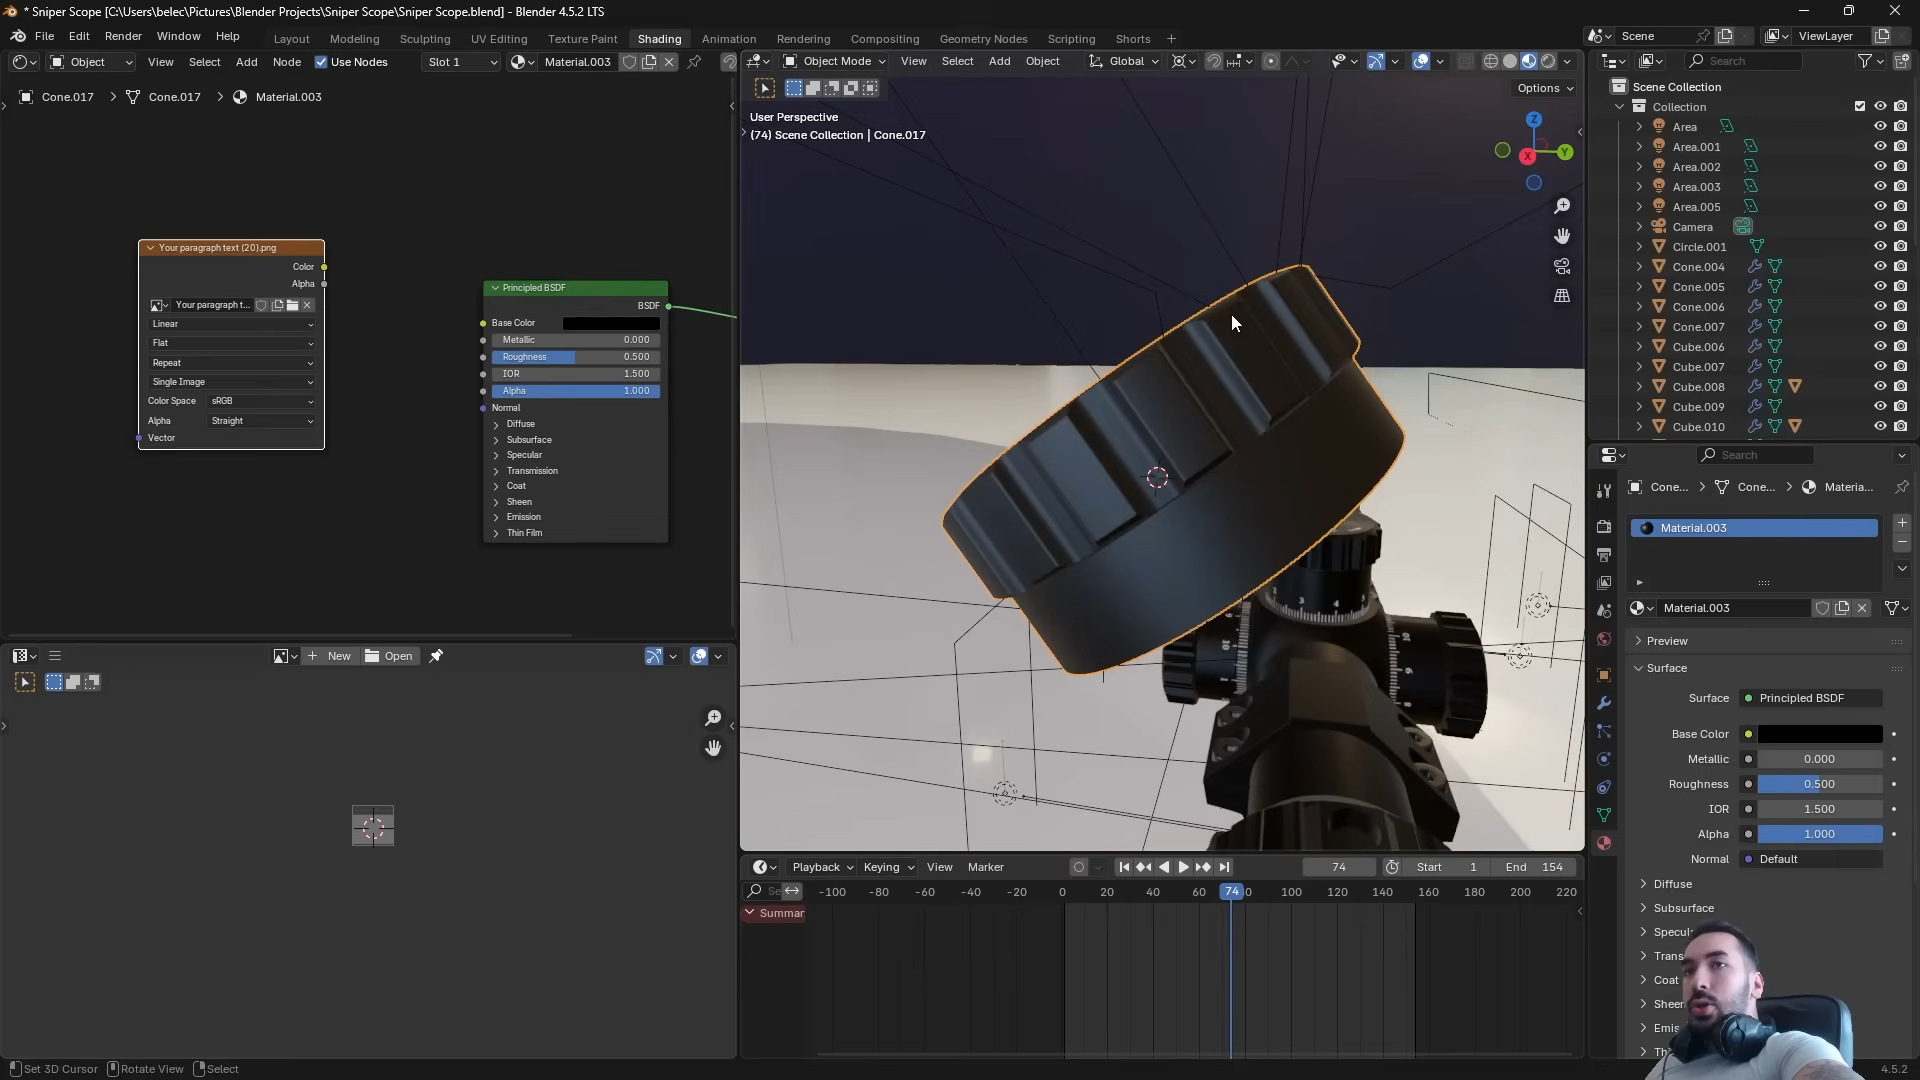 * Sniper Scope [C:\Users\belec\Pictures\Blender Projects\Sniper Scope\Sniper Scope.blend] - Blender 4.5.2 LTS
File Edit Render Window Help
Layout Modeling Sculpting UV Editing Texture Paint Shading Animation Rendering Compositing Geometry Nodes Scripting Shorts +
Scene
ViewLayer
Object View Select Add Node Use Nodes Slot 1 Material.003
Cone.017 > Cone.017 > Material.003
Your paragraph text (20).png
Color
Alpha
Your paragraph t...
Linear
Flat
Repeat
Single Image
Color Space sRGB
Alpha Straight
Vector
Principled BSDF
BSDF
Base Color
Metallic 0.000
Roughness 0.500
IOR 1.500
Alpha 1.000
Normal
Diffuse
Subsurface
Specular
Transmission
Coat
Sheen
Emission
Thin Film
New Open
Object Mode View Select Add Object Global
Options
User Perspective
(74) Scene Collection | Cone.017
Z
Y
X
Playback Keying View Marker 74 Start 1 End 154
Se
-100 -80 -60 -40 -20 0 20 40 60 74 100 120 140 160 180 200 220
Summar
Search
Scene Collection
Collection
Area
Area.001
Area.002
Area.003
Area.005
Camera
Circle.001
Cone.004
Cone.005
Cone.006
Cone.007
Cube.006
Cube.007
Cube.008
Cube.009
Cube.010
Search
Cone... > Cone... > Materia...
Material.003
Material.003
Preview
Surface
Surface Principled BSDF
Base Color
Metallic 0.000
Roughness 0.500
IOR 1.500
Alpha 1.000
Normal Default
Diffuse
Subsurface
Specul
Trans
Coat
Sheer
Emis
Th
Set 3D Cursor Rotate View Select
4.5.2